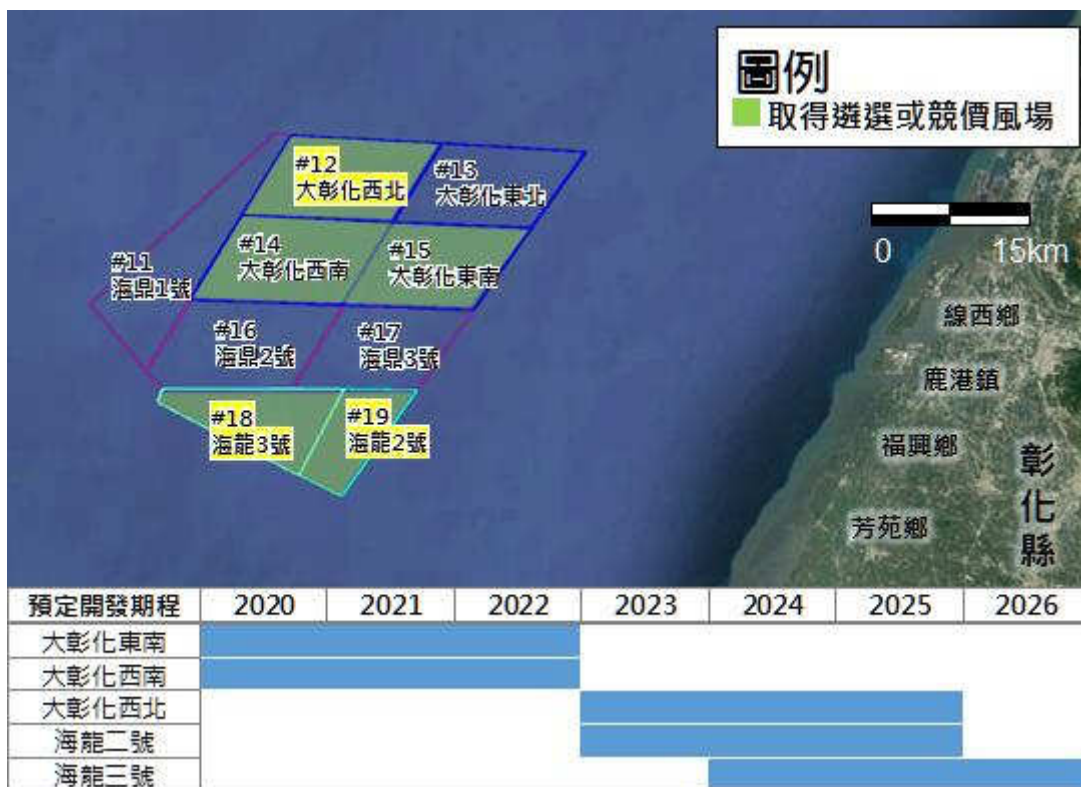 圖例
取得遴選或競價風場
#12
大彰化西北
#13
大彰化東北
#14
大彰化西南
#15
大彰化東南
#11
海鼎1號
#16
海鼎2號
#17
海鼎3號
#18
海龍3號
#19
海龍2號
0 15km
線西鄉
鹿港鎮
福興鄉
芳苑鄉
彰化縣
預定開發期程 2020 2021 2022 2023 2024 2025 2026
大彰化東南
大彰化西南
大彰化西北
海龍二號
海龍三號